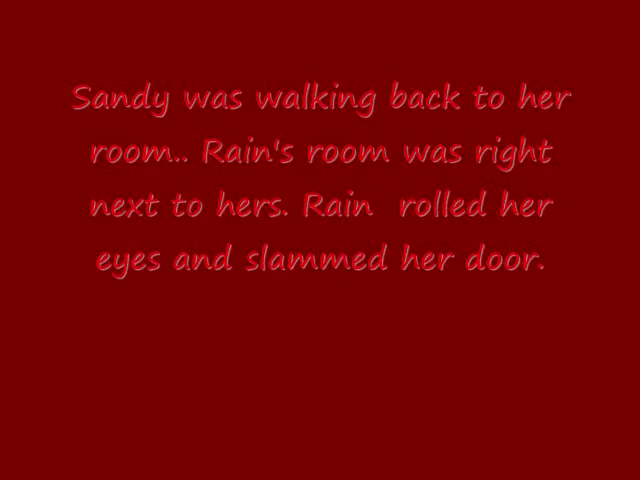 Sandy was walking back to her
room.. Rain's room was right
next to hers. Rain  rolled her
eyes and slammed her door.